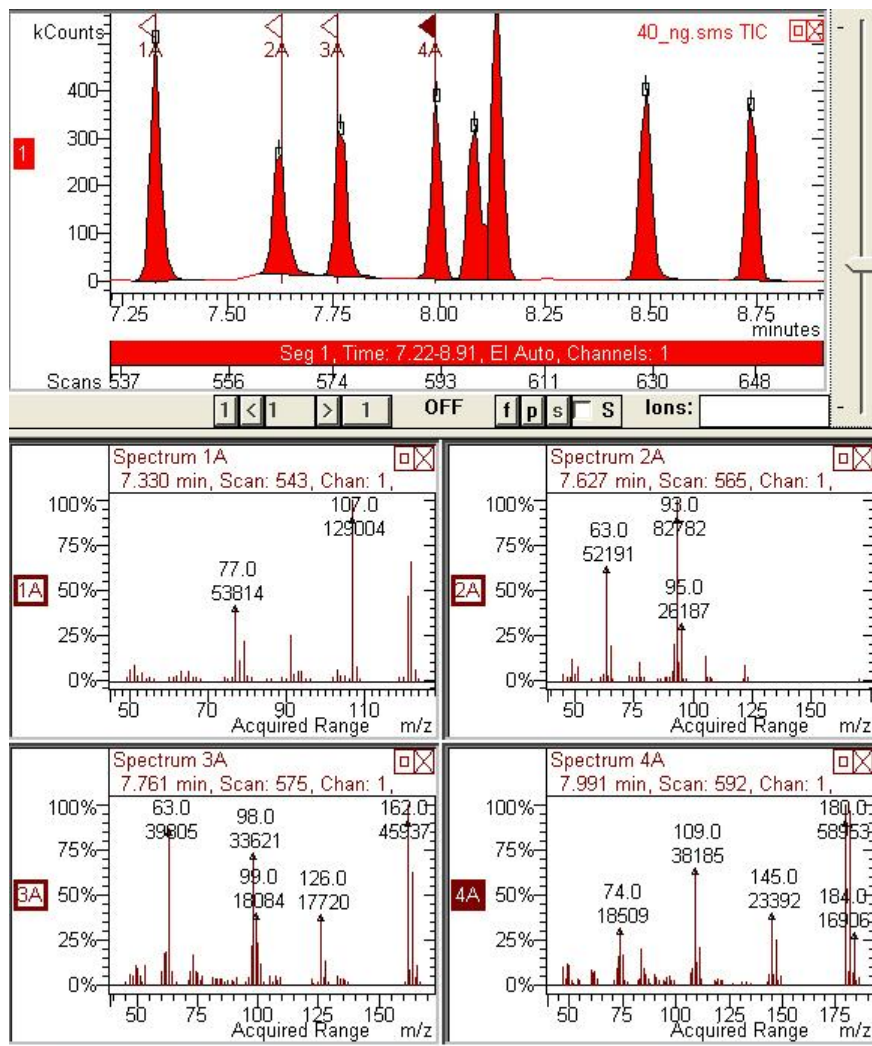 kCounts
40_ng.sms TIC
1A 2A 3A 4A
400
300
200
100
0
1
7.25 7.50 7.75 8.00 8.25 8.50 8.75
minutes
Seg 1, Time: 7.22-8.91, EI Auto, Channels: 1
Scans 537 556 574 593 611 630 648
1 < 1 > 1 OFF f p s S Ions:
Spectrum 1A
7.330 min, Scan: 543, Chan: 1,
100%
75%
50%
25%
0%
107.0
129004
77.0
53814
1A
50 70 90 110
Acquired Range m/z
Spectrum 2A
7.627 min, Scan: 565, Chan: 1,
100%
75%
50%
25%
0%
93.0
82782
63.0
52191
95.0
26187
2A
50 75 100 125 150
Acquired Range m/z
Spectrum 3A
7.761 min, Scan: 575, Chan: 1,
100%
75%
50%
25%
0%
63.0
39805
98.0
33621
99.0
18084
126.0
17720
162.0
45937
3A
50 75 100 125 150
Acquired Range m/z
Spectrum 4A
7.991 min, Scan: 592, Chan: 1,
100%
75%
50%
25%
0%
180.0
58953
109.0
38185
145.0
23392
74.0
18509
184.0
16906
4A
50 75 100 125 150 175
Acquired Range m/z